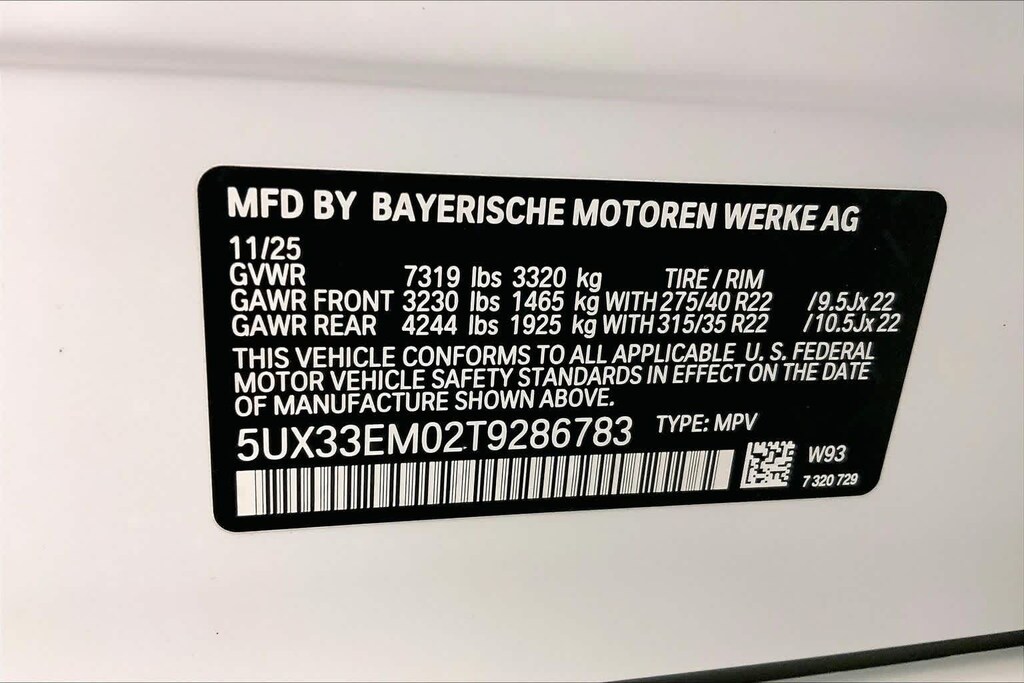 MFD BY BAYERISCHE MOTOREN WERKE AG
11/25
GVWR 7319 lbs 3320 kg TIRE / RIM
GAWR FRONT 3230 lbs 1465 kg WITH 275/40 R22 /9.5Jx 22
GAWR REAR 4244 lbs 1925 kg WITH 315/35 R22 /10.5Jx 22
THIS VEHICLE CONFORMS TO ALL APPLICABLE U. S. FEDERAL
MOTOR VEHICLE SAFETY STANDARDS IN EFFECT ON THE DATE
OF MANUFACTURE SHOWN ABOVE.
5UX33EM02T9286783 TYPE: MPV
W93
7 320 729